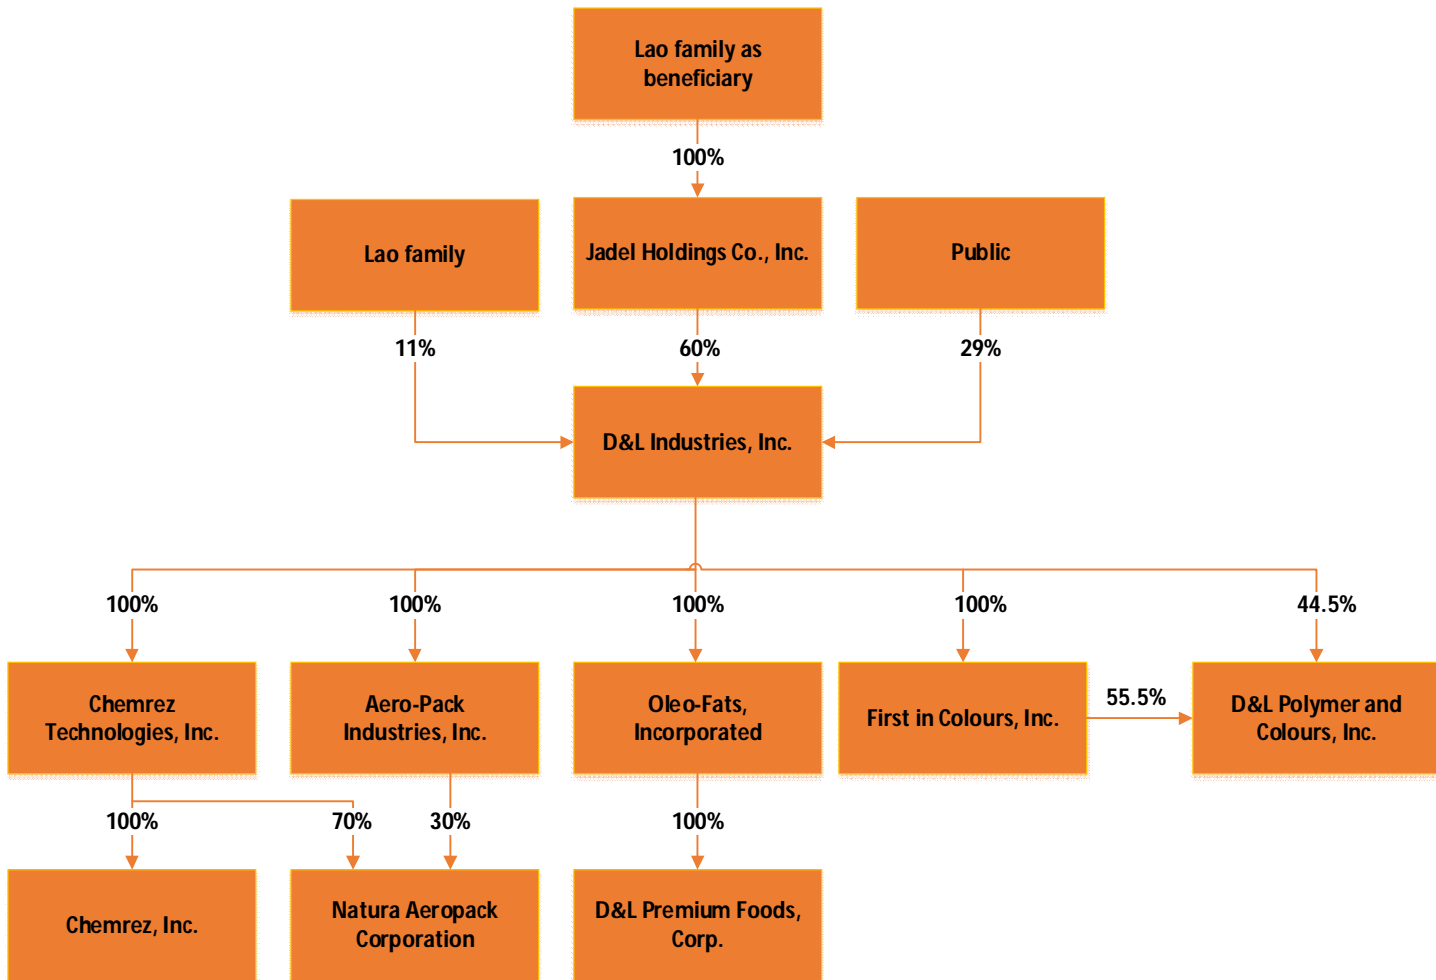 Lao family as
beneficiary
100%
Lao family
Jadel Holdings Co., Inc.
Public
11%
60%
29%
D&L Industries, Inc.
100%
100%
100%
100%
44.5%
Chemrez
Technologies, Inc.
Aero-Pack
Industries, Inc.
Oleo-Fats,
Incorporated
First in Colours, Inc.
55.5%
D&L Polymer and
Colours, Inc.
100%
70%
30%
100%
Chemrez, Inc.
Natura Aeropack
Corporation
D&L Premium Foods,
Corp.